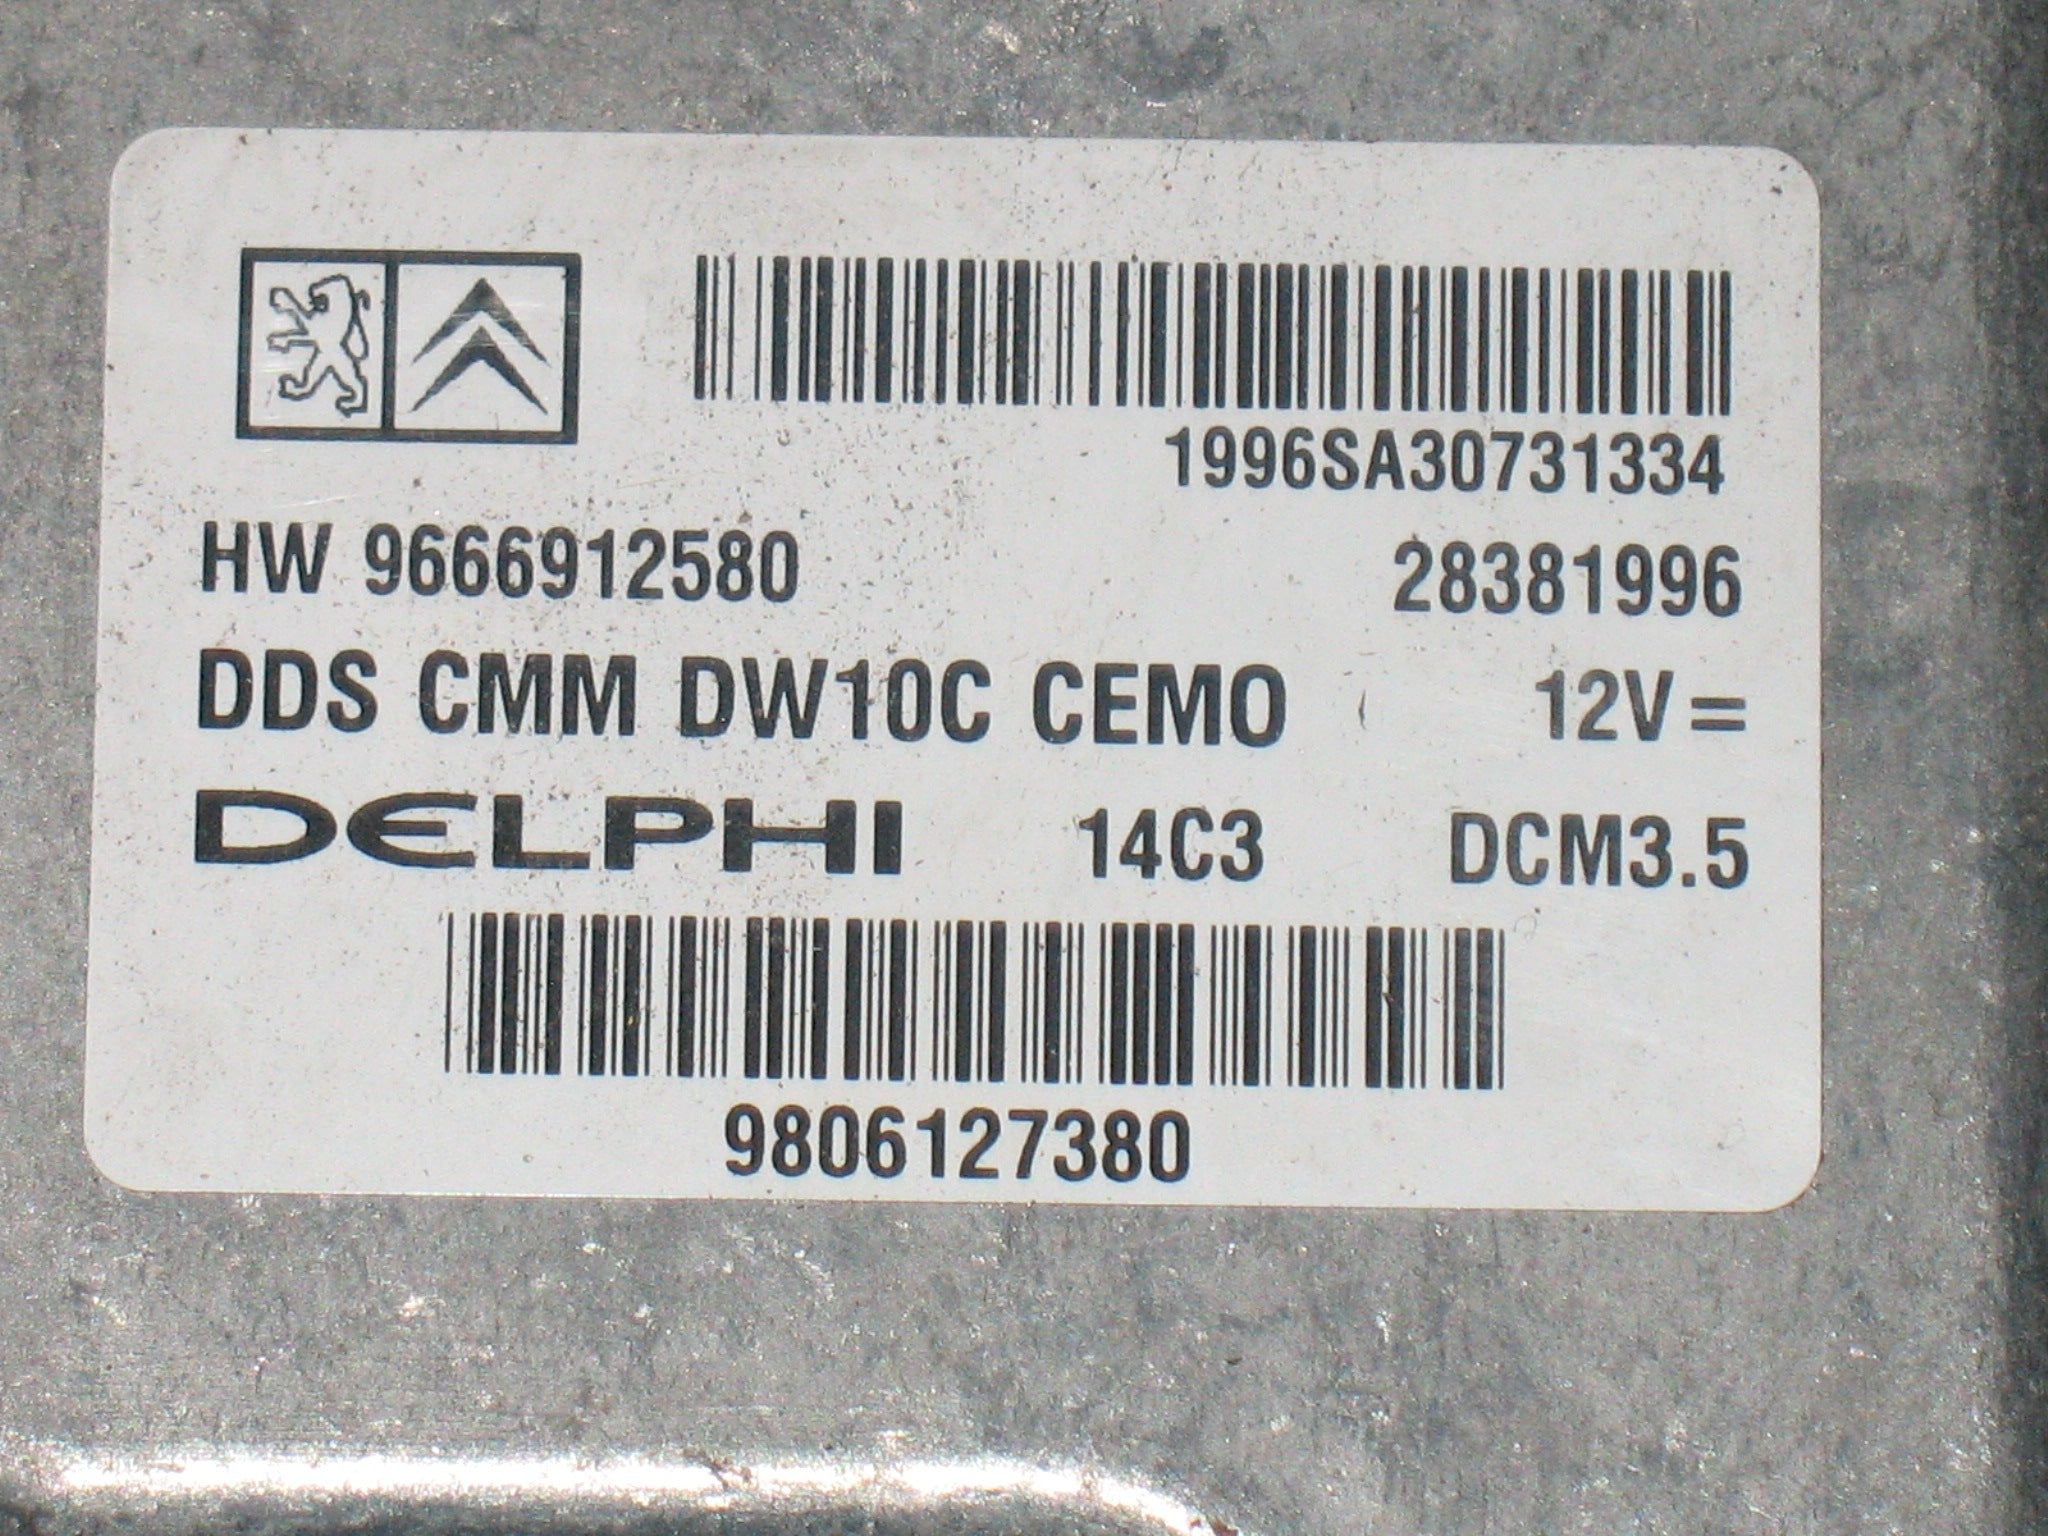 1996SA30731334
HW 9666912580 28381996
DDS CMM DW10C CEMO 12V =
DELPHI 14C3 DCM3.5
9806127380